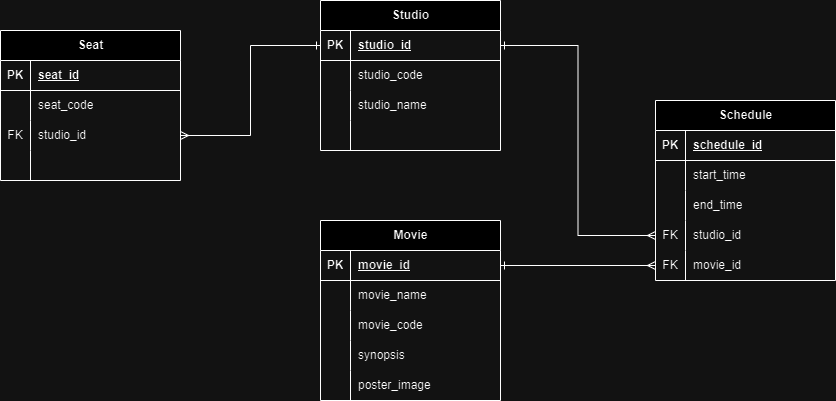 Studio
PK studio_id
studio_code
studio_name
Seat
PK seat_id
seat_code
FK studio_id
Schedule
PK schedule_id
start_time
end_time
FK studio_id
FK movie_id
Movie
PK movie_id
movie_name
movie_code
synopsis
poster_image